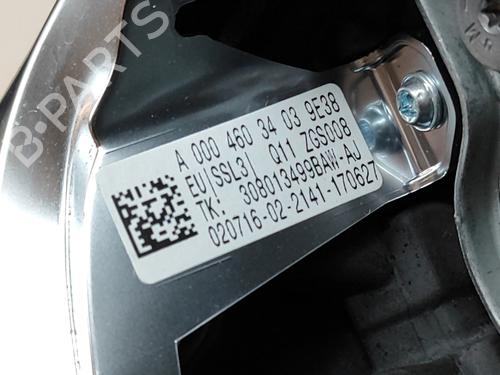 B-PARTS
A 000 460 34 03 9E38
EU|SSL3| Q11 ZGS008
TK: 308013499BAW-AJ
020716-02-2141-170627